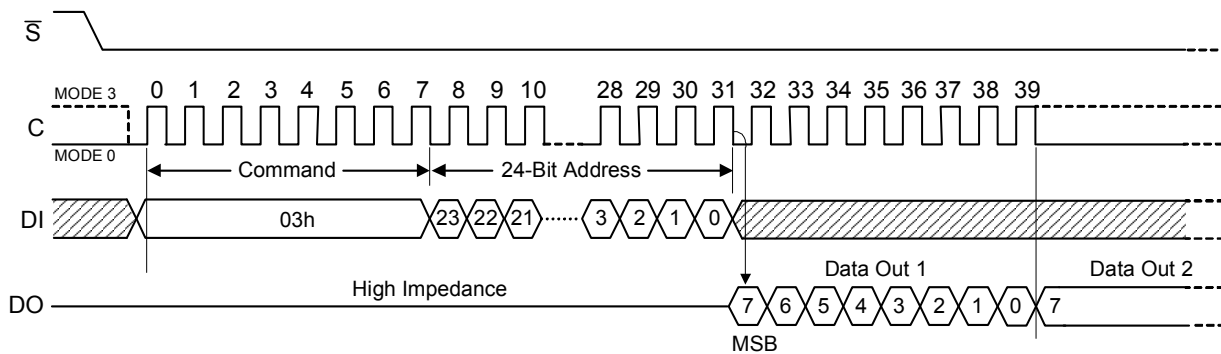 S
MODE 3
0 1 2 3 4 5 6 7 8 9 10 28 29 30 31 32 33 34 35 36 37 38 39
C
MODE 0
Command
24-Bit Address
DI
03h
23 22 21 3 2 1 0
Data Out 1
Data Out 2
High Impedance
DO
7 6 5 4 3 2 1 0 7
MSB